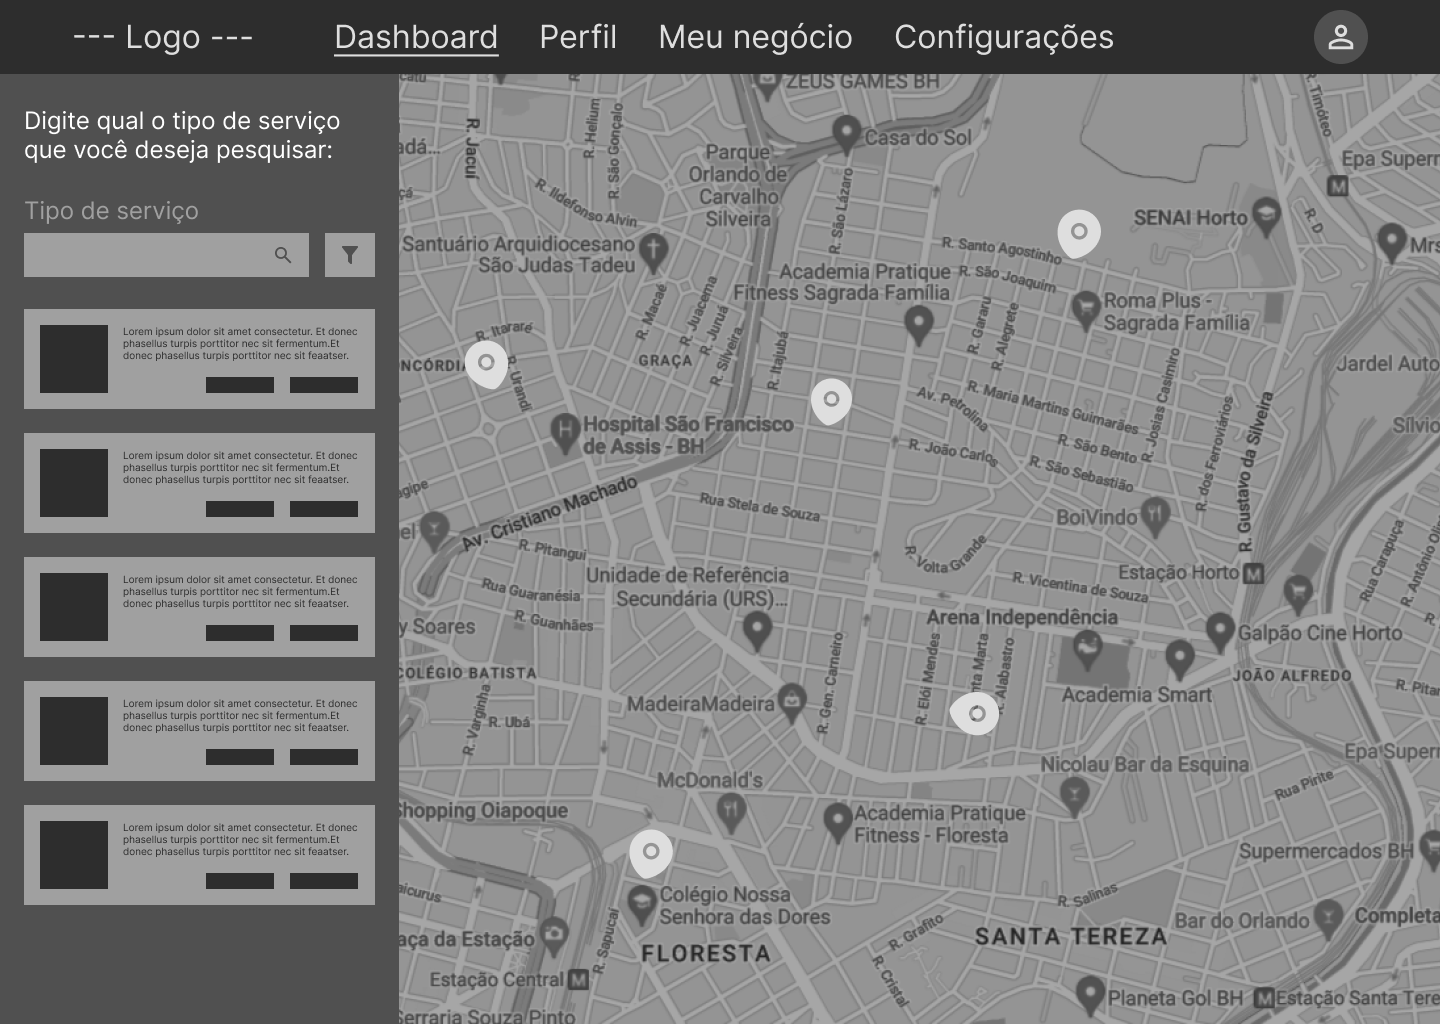 --- Logo ---
Dashboard
Perfil
Meu negócio
Configurações
Digite qual o tipo de serviço
que você deseja pesquisar:
Tipo de serviço
Lorem ipsum dolor sit amet consectetur. Et donec
phasellus turpis porttitor nec sit fermentum.Et
donec phasellus turpis porttitor nec sit feaatser.
Lorem ipsum dolor sit amet consectetur. Et donec
phasellus turpis porttitor nec sit fermentum.Et
donec phasellus turpis porttitor nec sit feaatser.
Lorem ipsum dolor sit amet consectetur. Et donec
phasellus turpis porttitor nec sit fermentum.Et
donec phasellus turpis porttitor nec sit feaatser.
Lorem ipsum dolor sit amet consectetur. Et donec
phasellus turpis porttitor nec sit fermentum.Et
donec phasellus turpis porttitor nec sit feaatser.
Lorem ipsum dolor sit amet consectetur. Et donec
phasellus turpis porttitor nec sit fermentum.Et
donec phasellus turpis porttitor nec sit feaatser.
ZEUS GAMES BH
R. Jacuí
R. Helium
R. São Gonçalo
Casa do Sol
R. Timóteo
Epa Superm
M
Parque
Orlando de
Carvalho
Silveira
R. Ildefonso Alvin
R. São Lázaro
SENAI Horto
R. D
Mrs
Santuário Arquidiocesano
São Judas Tadeu
R. Santo Agostinho
R. São Joaquim
Academia Pratique
Fitness Sagrada Família
Roma Plus -
Sagrada Família
R. Macaé
R. Juacema
R. Juruá
R. Silveira
R. Itajubá
R. Gararu
R. Alegrete
R. Itararé
R. Urandi
NCÓRDIA
GRAÇA
Jardel Auto
R. Josias Casimiro
Av. Petrolina
R. Maria Martins Guimarães
R. dos Ferroviários
R. Gustavo da Silveira
Sílvio
H
Hospital São Francisco
de Assis - BH
R. João Carlos
R. São Bento
R. São Sebastião
agipe
Av. Cristiano Machado
Rua Stela de Souza
BoiVindo
el
R. Pitangui
R. Volta Grande
Rua Carapuça
R. Antônio Olin
Estação Horto M
Unidade de Referência
Secundária (URS)...
Rua Guaranésia
R. Vicentina de Souza
R. Guanhães
y Soares
Arena Independência
Galpão Cine Horto
R. Gen. Carneiro
R. Elói Mendes
nta Marta
Alabastro
COLÉGIO BATISTA
JOÃO ALFREDO
R. Pitan
Academia Smart
R. Varginha
R. Ubá
MadeiraMadeira
Epa Superm
Nicolau Bar da Esquina
McDonald's
Rua Pirite
Shopping Oiapoque
Academia Pratique
Fitness - Floresta
Supermercados BH
aicurus
Colégio Nossa
Senhora das Dores
R. Salinas
R. Sapucaí
R. Grafito
Bar do Orlando
Completa
aça da Estação
FLORESTA
SANTA TEREZA
Estação Central M
R. Cristal
Planeta Gol BH
M Estação Santa Tere
Serraria Souza Pinto